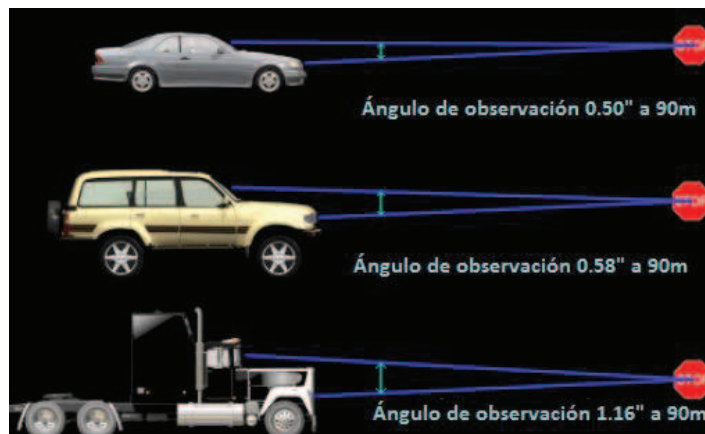 Ángulo de observación 0.50" a 90m
Ángulo de observación 0.58" a 90m
Ángulo de observación 1.16" a 90m